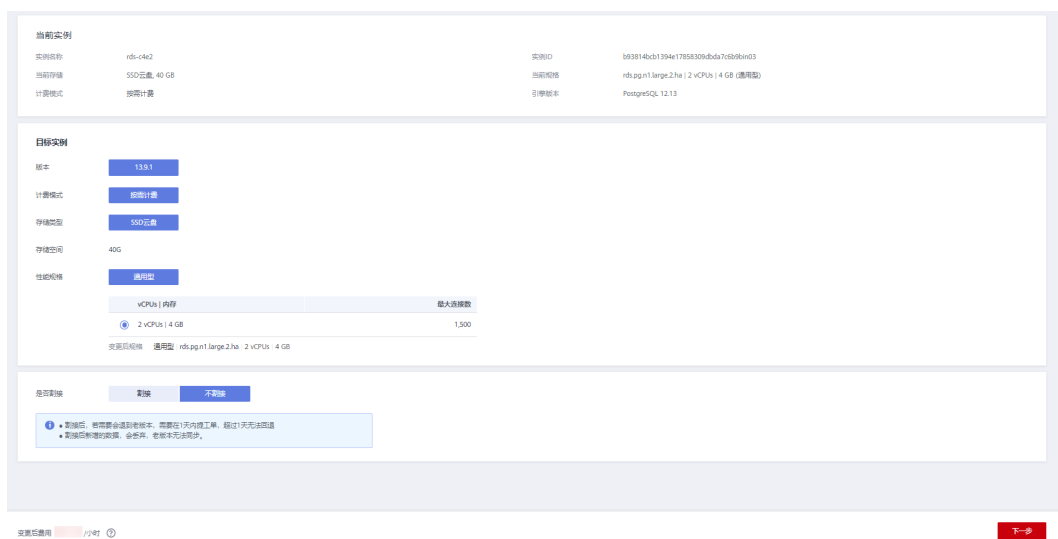 当前实例
实例名称 rds-c4e2 实例ID b93814bcb1394e17858309dbda7c6b9bin03
当前存储 SSD云盘, 40 GB 当前规格 rds.pg.n1.large.2.ha | 2 vCPUs | 4 GB (通用型)
计费模式 按需计费 引擎版本 PostgreSQL 12.13
目标实例
版本 13.9.1
计费模式 按需计费
存储类型 SSD云盘
存储空间 40G
性能规格 通用型
vCPUs | 内存 最大连接数
2 vCPUs | 4 GB 1,500
变更后规格 通用型 | rds.pg.n1.large.2.ha | 2 vCPUs | 4 GB
是否割接 割接 不割接
• 割接后，若需要会退到老版本，需要在1天内提工单，超过1天无法回退
• 割接后新增的数据，会丢弃，老版本无法同步。
变更后费用 /小时 下一步